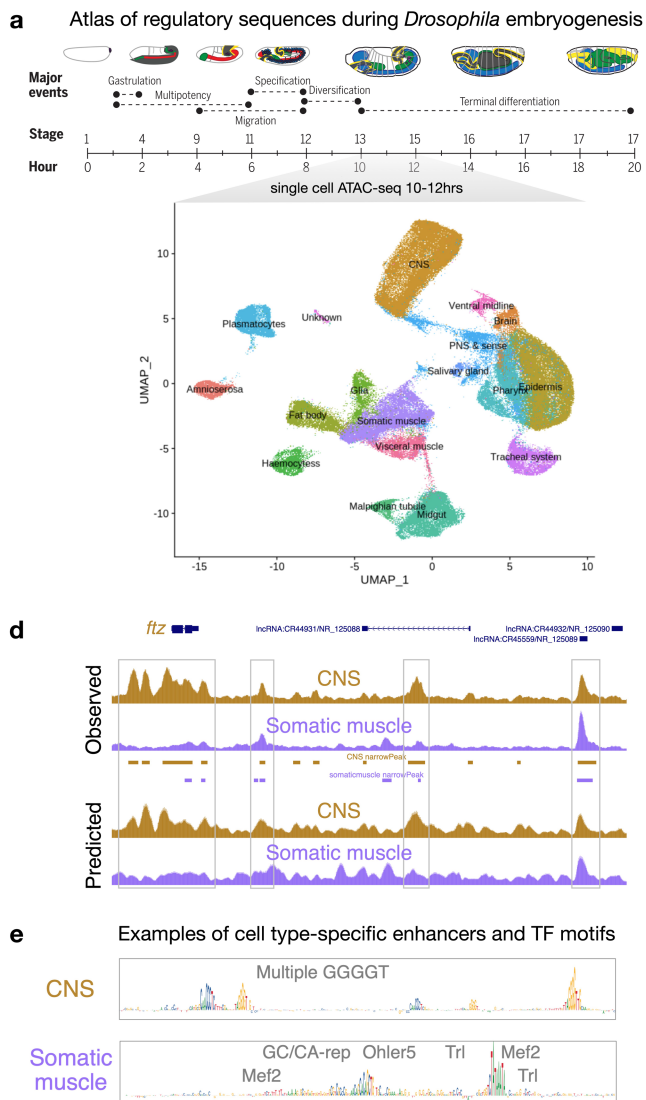 a Atlas of regulatory sequences during Drosophila embryogenesis
Major events
Gastrulation
Multipotency
Migration
Specification
Diversification
Terminal differentiation
Stage 1 4 9 11 12 13 15 17 17 17
Hour 0 2 4 6 8 10 12 14 16 18 20
single cell ATAC-seq 10-12hrs
UMAP_2
10
5
0
-5
-10
CNS
Ventral midline
Brain
Plasmatocytes
Unknown
PNS & sense
Salivary gland
Amnioserosa
Glia
Pharynx
Epidermis
Fat body
Somatic muscle
Visceral muscle
Tracheal system
Haemocytess
Malpighian tubule
Midgut
-15 -10 -5 0 5 10
UMAP_1
d
ftz
lncRNA:CR44931/NR_125088
lncRNA:CR44932/NR_125090
lncRNA:CR45559/NR_125089
Observed
CNS
Somatic muscle
CNS narrowPeak
somaticmuscle narrowPeak
Predicted
CNS
Somatic muscle
e Examples of cell type-specific enhancers and TF motifs
CNS
Multiple GGGGT
Somatic muscle
GC/CA-rep Ohler5 Trl Mef2
Mef2 Trl